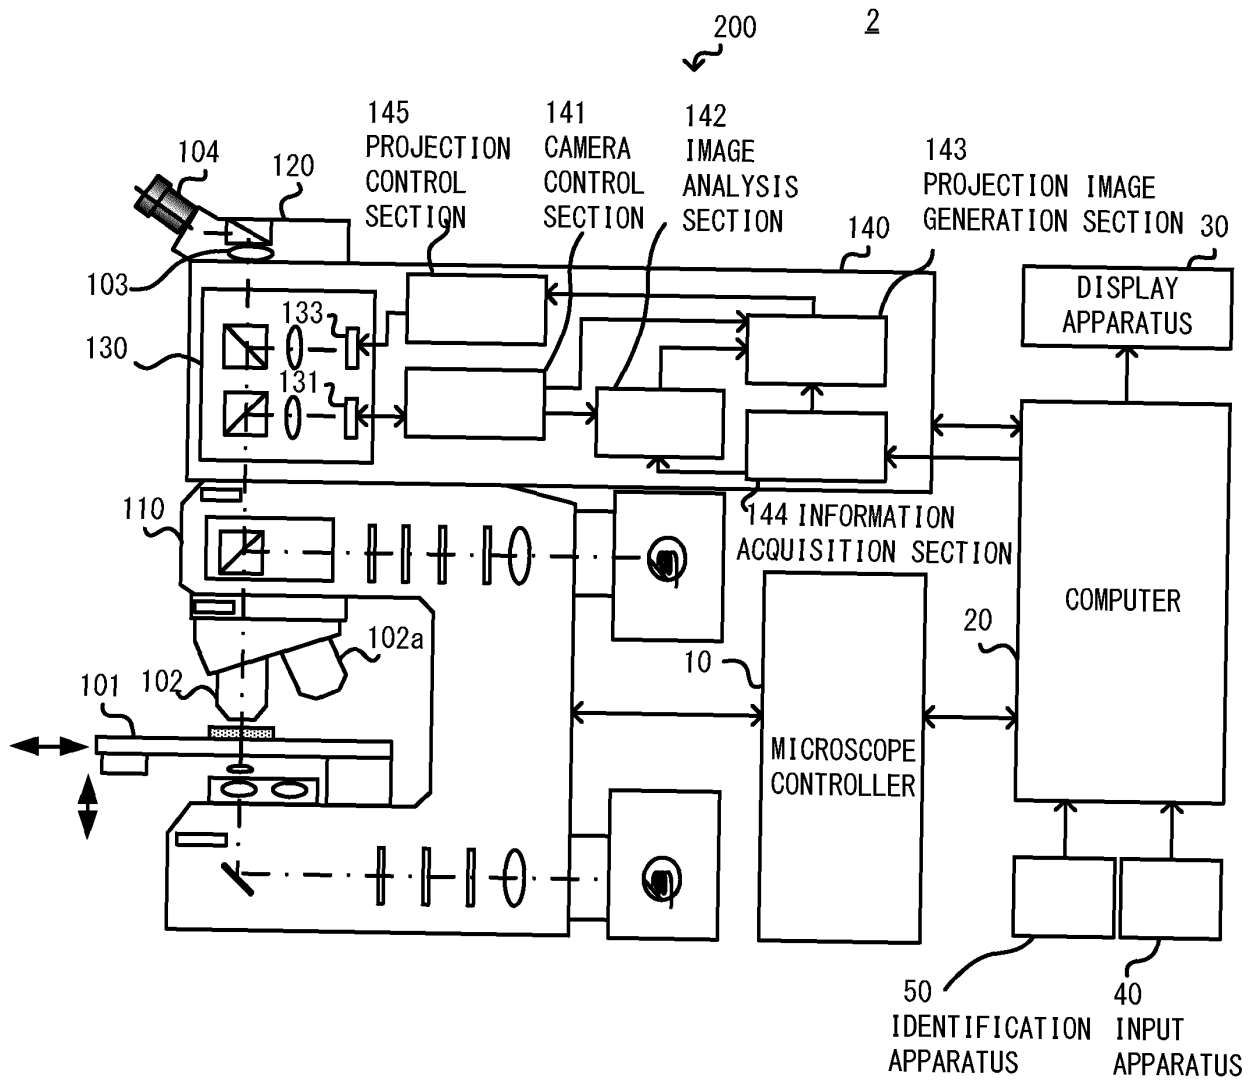 2
200
145
PROJECTION
CONTROL
SECTION
141
CAMERA
CONTROL
SECTION
142
IMAGE
ANALYSIS
SECTION
143
PROJECTION IMAGE
GENERATION SECTION
104
120
140
30
103
DISPLAY
APPARATUS
133
130
131
110
144 INFORMATION
ACQUISITION SECTION
COMPUTER
20
102a
10
102
101
MICROSCOPE
CONTROLLER
50
IDENTIFICATION
APPARATUS
40
INPUT
APPARATUS